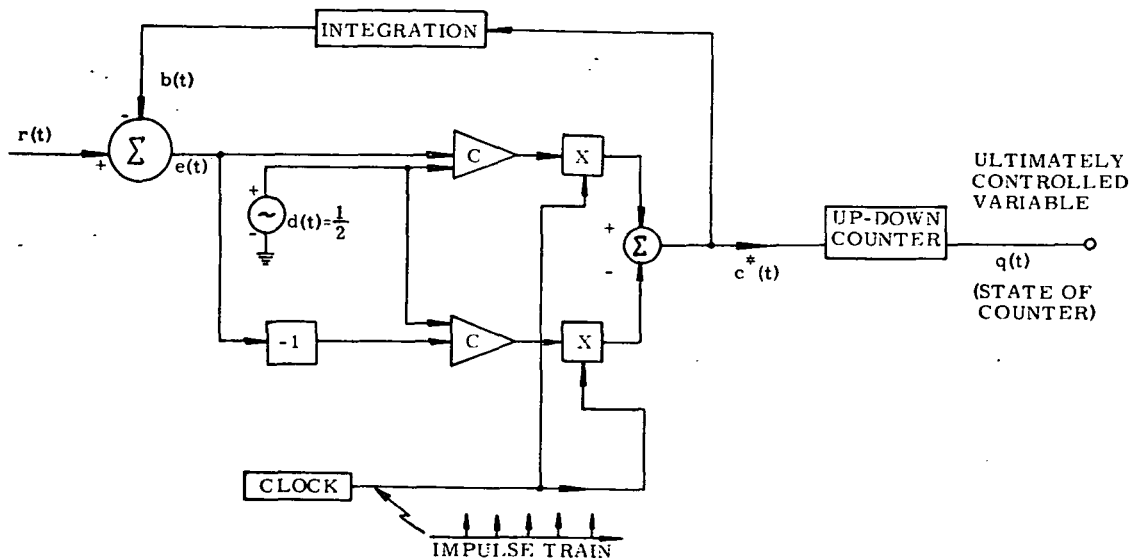 INTEGRATION
b(t)
-
r(t)
+
Σ
e(t)
C
X
+
-
d(t)=1/2
+
-
Σ
c*(t)
ULTIMATELY
CONTROLLED
VARIABLE
UP-DOWN
COUNTER
q(t)
(STATE OF
COUNTER)
-1
C
X
CLOCK
IMPULSE TRAIN